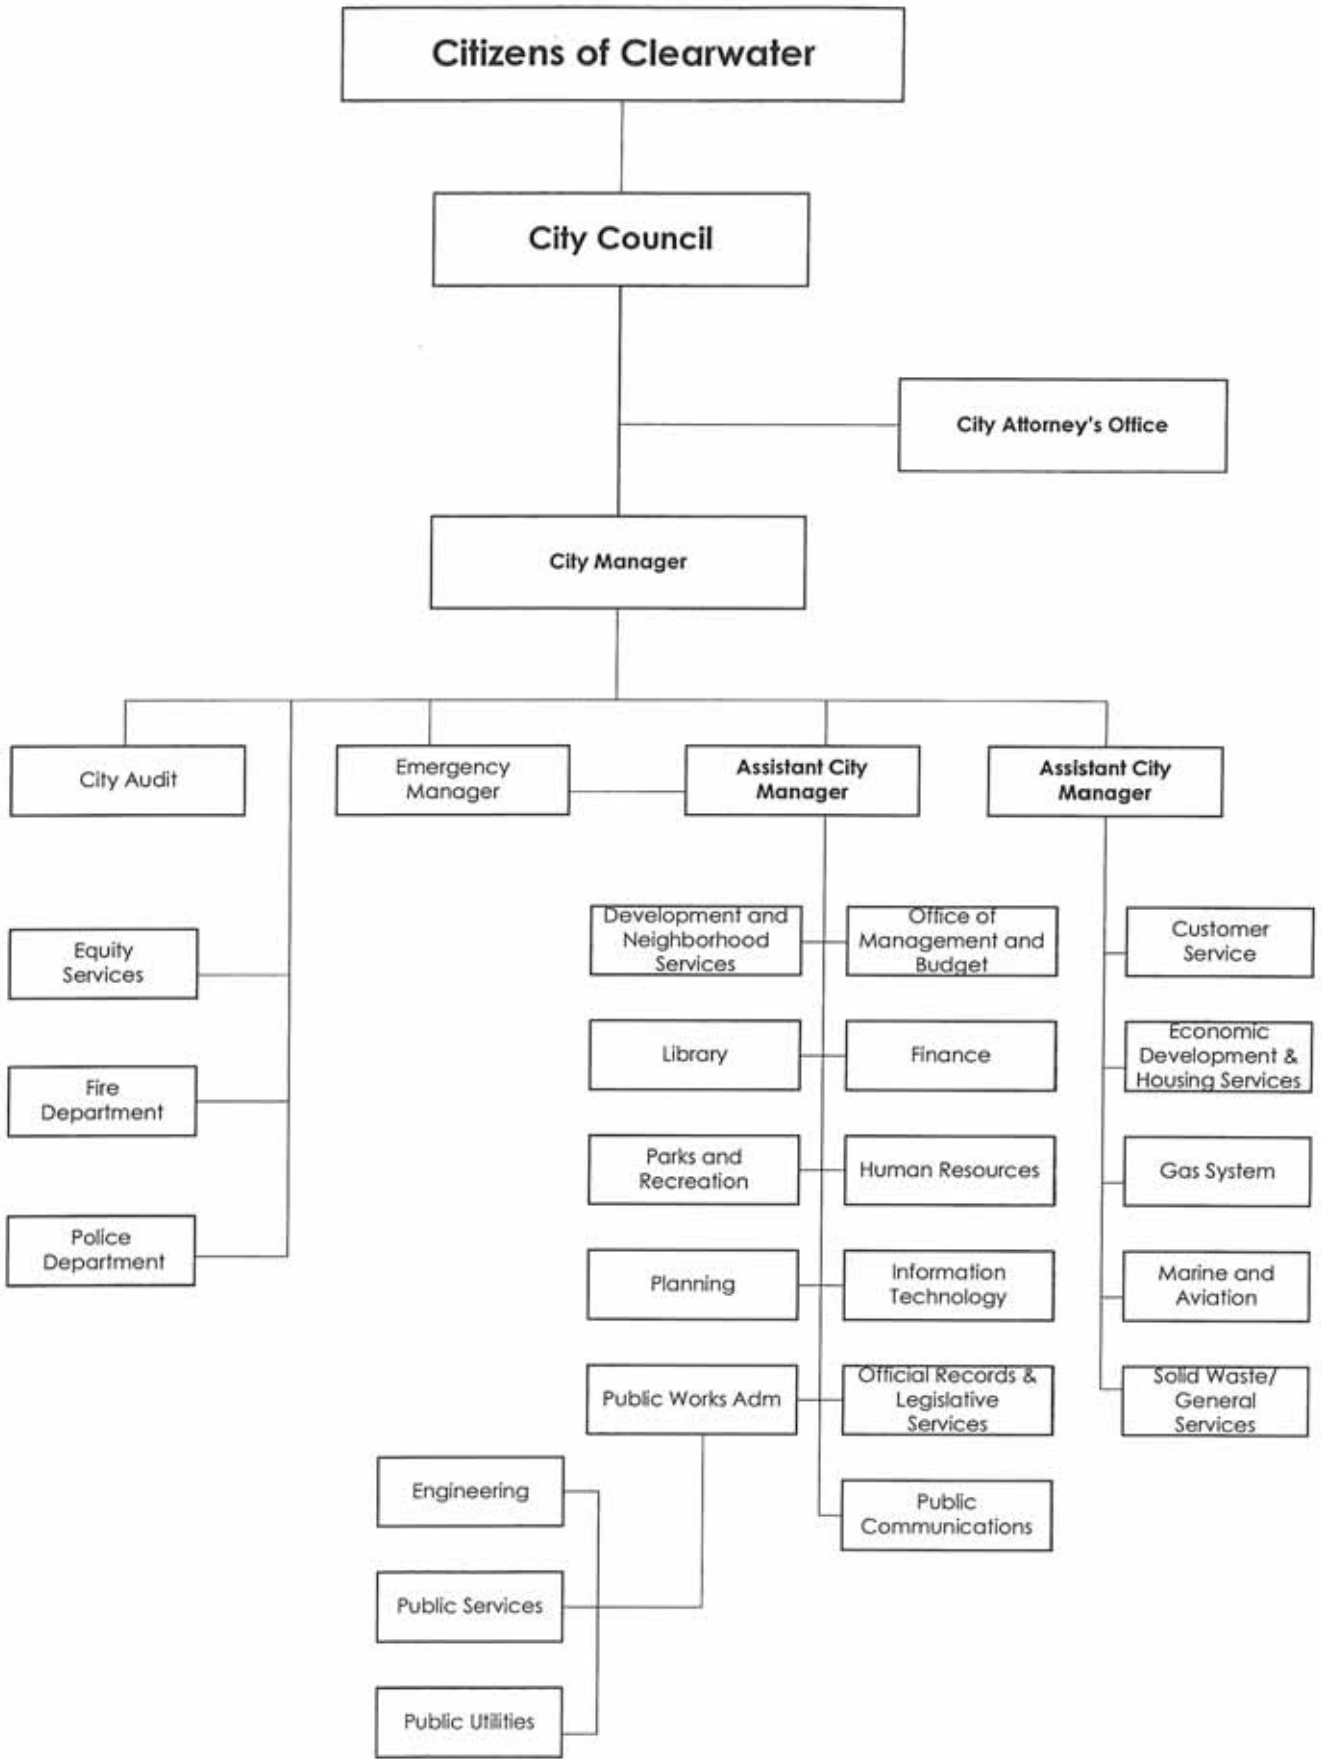 Citizens of Clearwater
City Council
City Attorney's Office
City Manager
City Audit
Emergency
Manager
Assistant City
Manager
Assistant City
Manager
Equity
Services
Fire
Department
Police
Department
Development and
Neighborhood
Services
Office of
Management and
Budget
Customer
Service
Library
Finance
Economic
Development &
Housing Services
Parks and
Recreation
Human Resources
Gas System
Planning
Information
Technology
Marine and
Aviation
Public Works Adm
Official Records &
Legislative
Services
Solid Waste/
General
Services
Engineering
Public
Communications
Public Services
Public Utilities